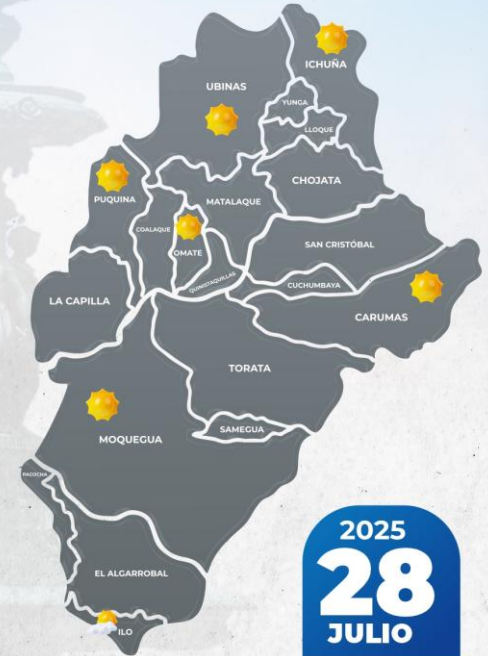 ICHUÑA
UBINAS
YUNGA
LLOQUE
CHOJATA
PUQUINA
MATALAQUE
COALAQUE
OMATE
SAN CRISTÓBAL
QUINISTAQUILLAS
CUCHUMBAYA
LA CAPILLA
CARUMAS
TORATA
SAMEGUA
MOQUEGUA
PACOCHA
EL ALGARROBAL
ILO
2025
28
JULIO